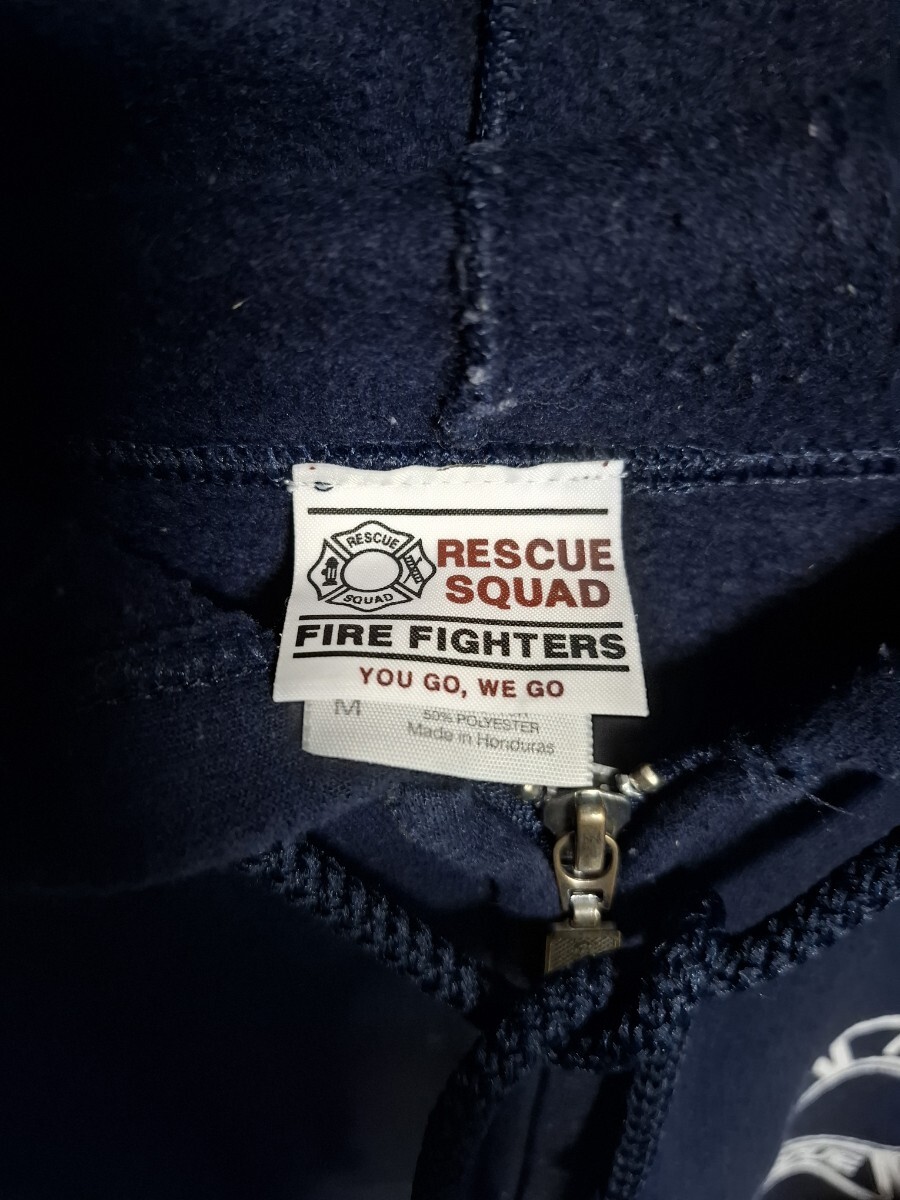 RESCUE
SQUAD
RESCUE
SQUAD
FIRE FIGHTERS
YOU GO, WE GO
M
50% POLYESTER
Made in Honduras